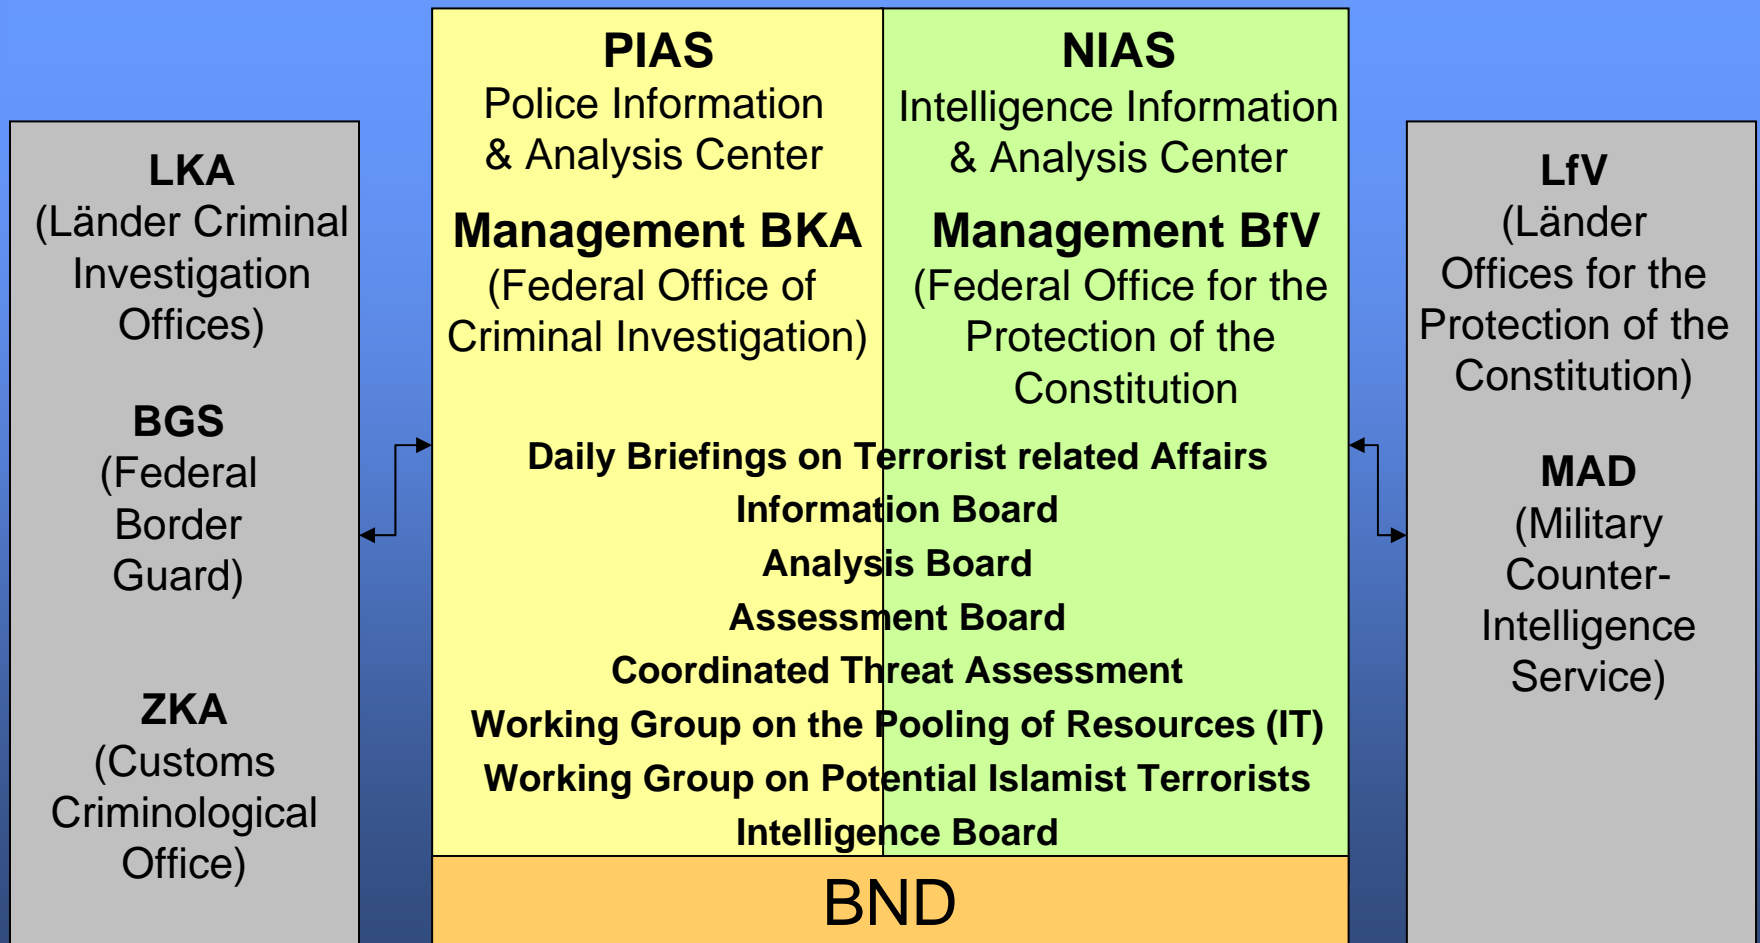 PIAS
Police Information
& Analysis Center
Management BKA
(Federal Office of
Criminal Investigation)
NIAS
Intelligence Information
& Analysis Center
Management BfV
(Federal Office for the
Protection of the
Constitution
LKA
(Länder Criminal
Investigation
Offices)
BGS
(Federal
Border
Guard)
ZKA
(Customs
Criminological
Office)
Daily Briefings on Terrorist related Affairs
Information Board
Analysis Board
Assessment Board
Coordinated Threat Assessment
Working Group on the Pooling of Resources (IT)
Working Group on Potential Islamist Terrorists
Intelligence Board
BND
LfV
(Länder
Offices for the
Protection of the
Constitution)
MAD
(Military
Counter-
Intelligence
Service)